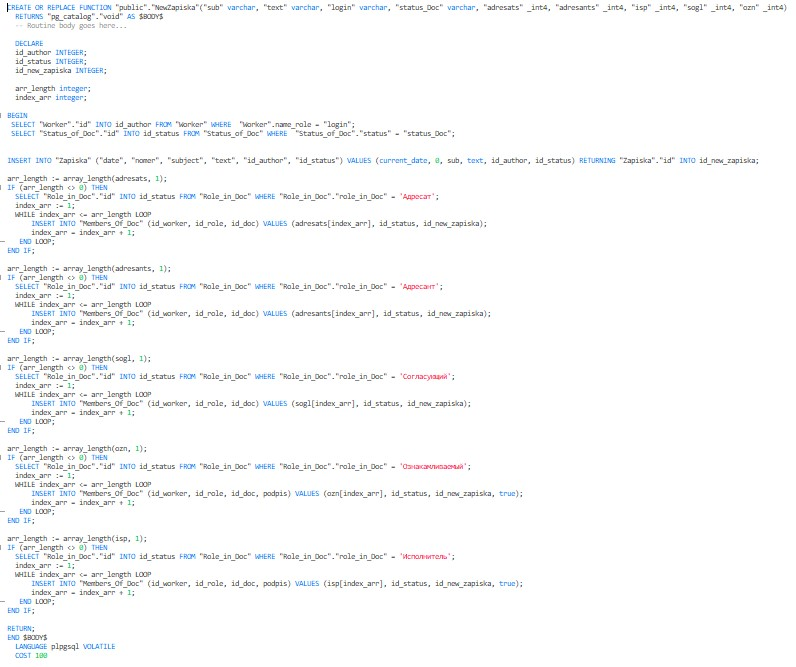 CREATE OR REPLACE FUNCTION "public"."NewZapiska"("sub" varchar, "text" varchar, "login" varchar, "status_Doc" varchar, "adresats" _int4, "adresants" _int4, "isp" _int4, "sogl" _int4, "ozn" _int4)
RETURNS "pg_catalog"."void" AS $BODY$
-- Routine body goes here...
DECLARE
id_author INTEGER;
id_status INTEGER;
id_new_zapiska INTEGER;
arr_length integer;
index_arr integer;
BEGIN
SELECT "Worker"."id" INTO id_author FROM "Worker" WHERE "Worker".name_role = "login";
SELECT "Status_of_Doc"."id" INTO id_status FROM "Status_of_Doc" WHERE "Status_of_Doc"."status" = "status_Doc";
INSERT INTO "Zapiska" ("date", "nomer", "subject", "text", "id_author", "id_status") VALUES (current_date, 0, sub, text, id_author, id_status) RETURNING "Zapiska"."id" INTO id_new_zapiska;
arr_length := array_length(adresats, 1);
IF (arr_length <> 0) THEN
SELECT "Role_in_Doc"."id" INTO id_status FROM "Role_in_Doc" WHERE "Role_in_Doc"."role_in_Doc" = 'Адресат';
index_arr := 1;
WHILE index_arr <= arr_length LOOP
INSERT INTO "Members_Of_Doc" (id_worker, id_role, id_doc) VALUES (adresats[index_arr], id_status, id_new_zapiska);
index_arr = index_arr + 1;
END LOOP;
END IF;
arr_length := array_length(adresants, 1);
IF (arr_length <> 0) THEN
SELECT "Role_in_Doc"."id" INTO id_status FROM "Role_in_Doc" WHERE "Role_in_Doc"."role_in_Doc" = 'Адресант';
index_arr := 1;
WHILE index_arr <= arr_length LOOP
INSERT INTO "Members_Of_Doc" (id_worker, id_role, id_doc) VALUES (adresants[index_arr], id_status, id_new_zapiska);
index_arr = index_arr + 1;
END LOOP;
END IF;
arr_length := array_length(sogl, 1);
IF (arr_length <> 0) THEN
SELECT "Role_in_Doc"."id" INTO id_status FROM "Role_in_Doc" WHERE "Role_in_Doc"."role_in_Doc" = 'Согласующий';
index_arr := 1;
WHILE index_arr <= arr_length LOOP
INSERT INTO "Members_Of_Doc" (id_worker, id_role, id_doc) VALUES (sogl[index_arr], id_status, id_new_zapiska);
index_arr = index_arr + 1;
END LOOP;
END IF;
arr_length := array_length(ozn, 1);
IF (arr_length <> 0) THEN
SELECT "Role_in_Doc"."id" INTO id_status FROM "Role_in_Doc" WHERE "Role_in_Doc"."role_in_Doc" = 'Ознакамливаемый';
index_arr := 1;
WHILE index_arr <= arr_length LOOP
INSERT INTO "Members_Of_Doc" (id_worker, id_role, id_doc, podpis) VALUES (ozn[index_arr], id_status, id_new_zapiska, true);
index_arr = index_arr + 1;
END LOOP;
END IF;
arr_length := array_length(isp, 1);
IF (arr_length <> 0) THEN
SELECT "Role_in_Doc"."id" INTO id_status FROM "Role_in_Doc" WHERE "Role_in_Doc"."role_in_Doc" = 'Исполнитель';
index_arr := 1;
WHILE index_arr <= arr_length LOOP
INSERT INTO "Members_Of_Doc" (id_worker, id_role, id_doc, podpis) VALUES (isp[index_arr], id_status, id_new_zapiska, true);
index_arr = index_arr + 1;
END LOOP;
END IF;
RETURN;
END $BODY$
LANGUAGE plpgsql VOLATILE
COST 100